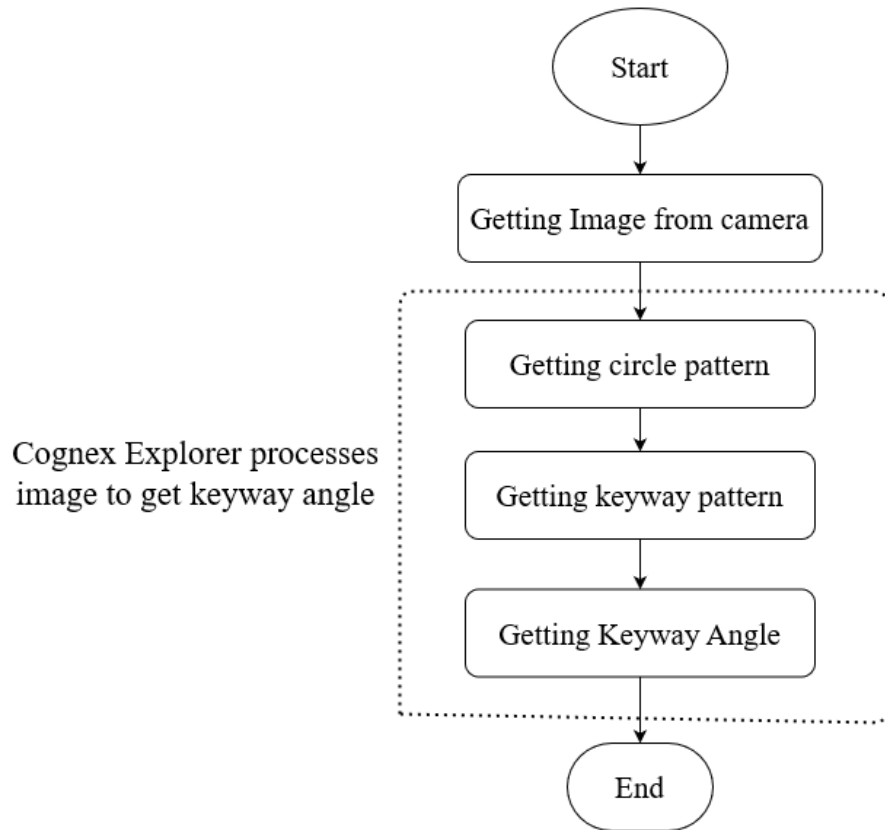 Start
Getting Image from camera
Getting circle pattern
Cognex Explorer processes
image to get keyway angle
Getting keyway pattern
Getting Keyway Angle
End